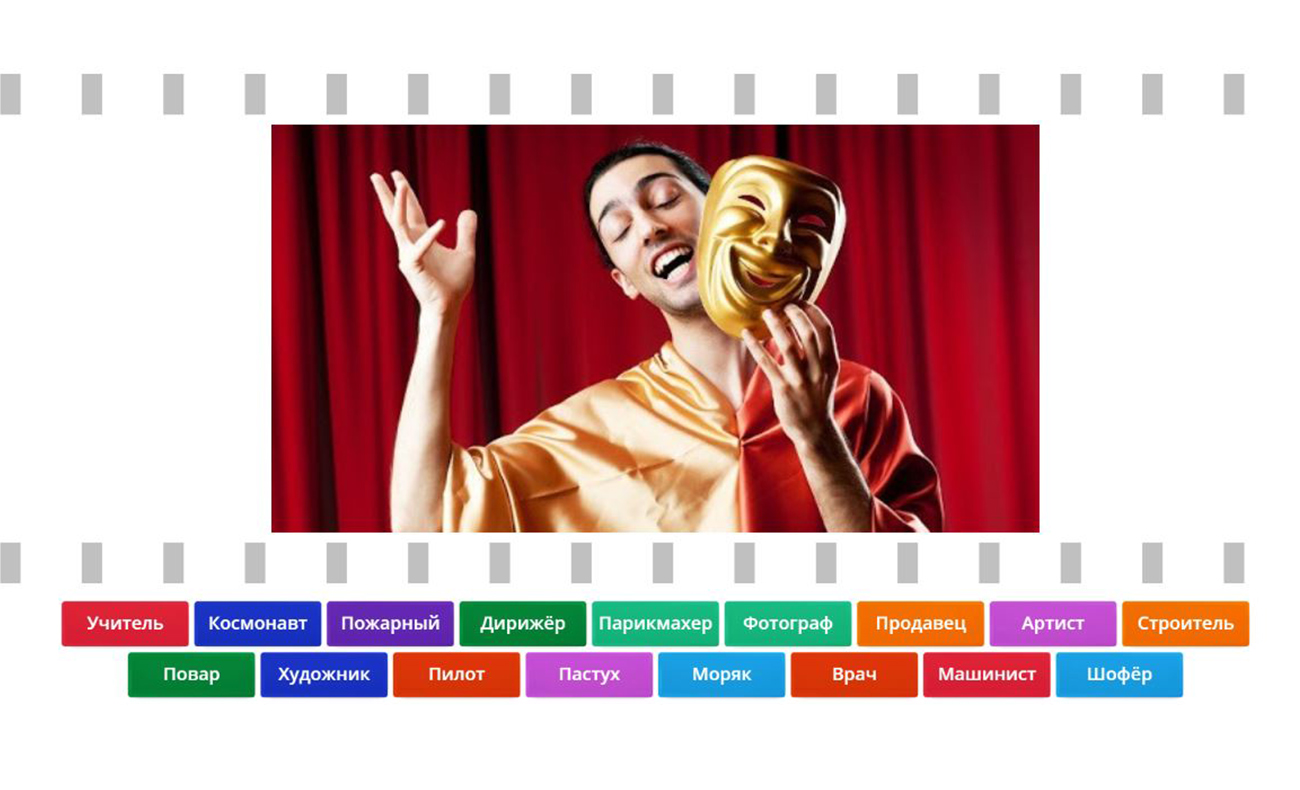 Учитель Космонавт Пожарный Дирижёр Парикмахер Фотограф Продавец Артист Строитель
Повар Художник Пилот Пастух Моряк Врач Машинист Шофёр